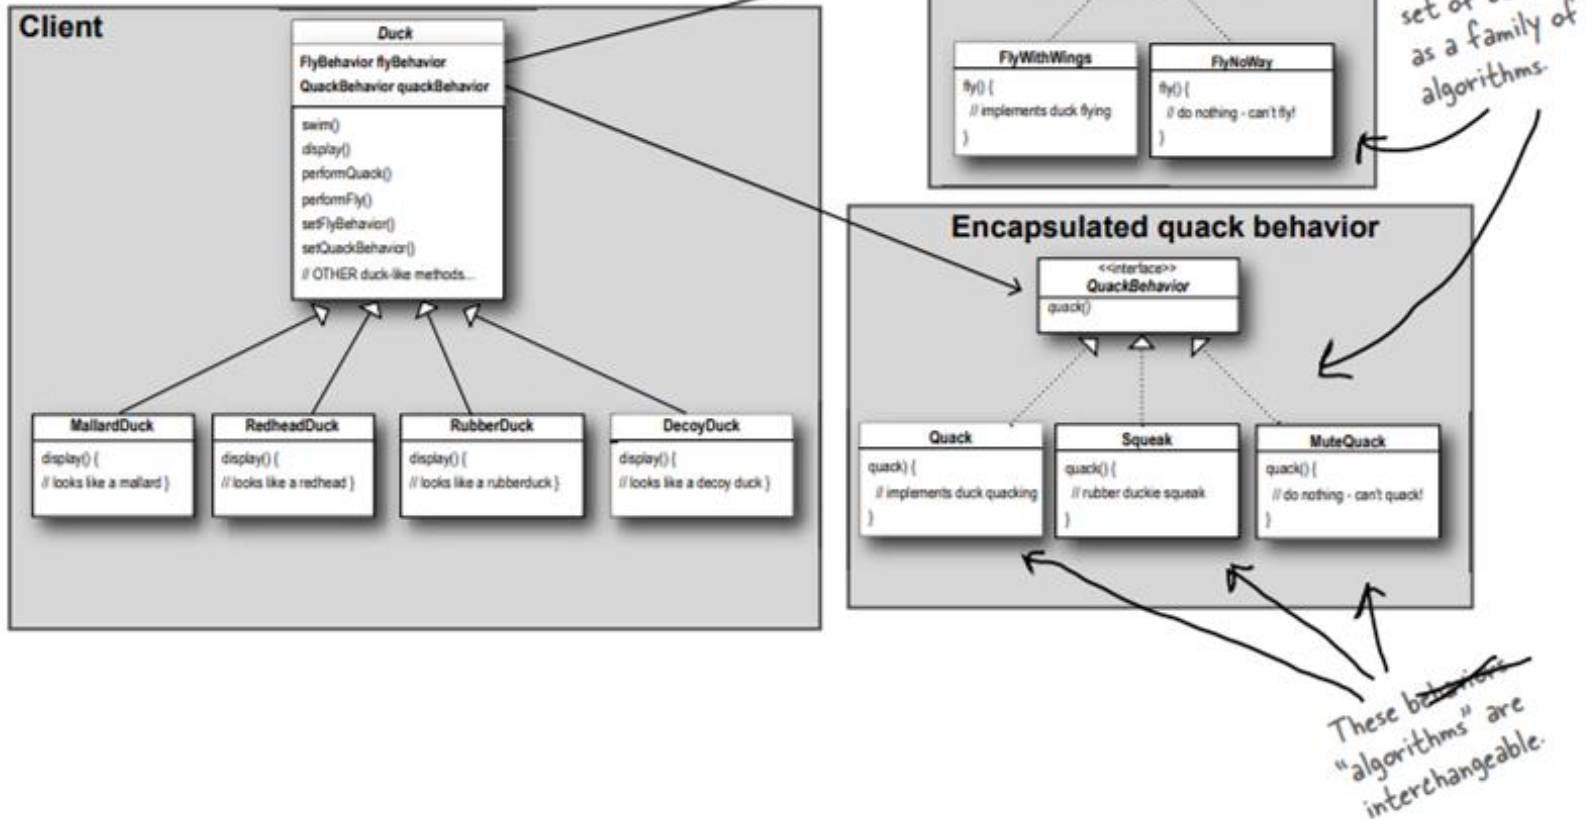 Client
Duck
FlyBehavior flyBehavior
QuackBehavior quackBehavior
swim()
display()
performQuack()
performFly()
setFlyBehavior()
setQuackBehavior()
// OTHER duck-like methods...
MallardDuck
display() {
// looks like a mallard }
RedheadDuck
display() {
// looks like a redhead }
RubberDuck
display() {
// looks like a rubberduck }
DecoyDuck
display() {
// looks like a decoy duck }
FlyWithWings
fly() {
// implements duck flying
}
FlyNoWay
fly() {
// do nothing - can't fly!
}
set of
as a family of
algorithms.
Encapsulated quack behavior
<<interface>>
QuackBehavior
quack()
Quack
quack) {
// implements duck quacking
}
Squeak
quack() {
// rubber duckie squeak
}
MuteQuack
quack() {
// do nothing - can't quack!
}
These behaviors
"algorithms" are
interchangeable.